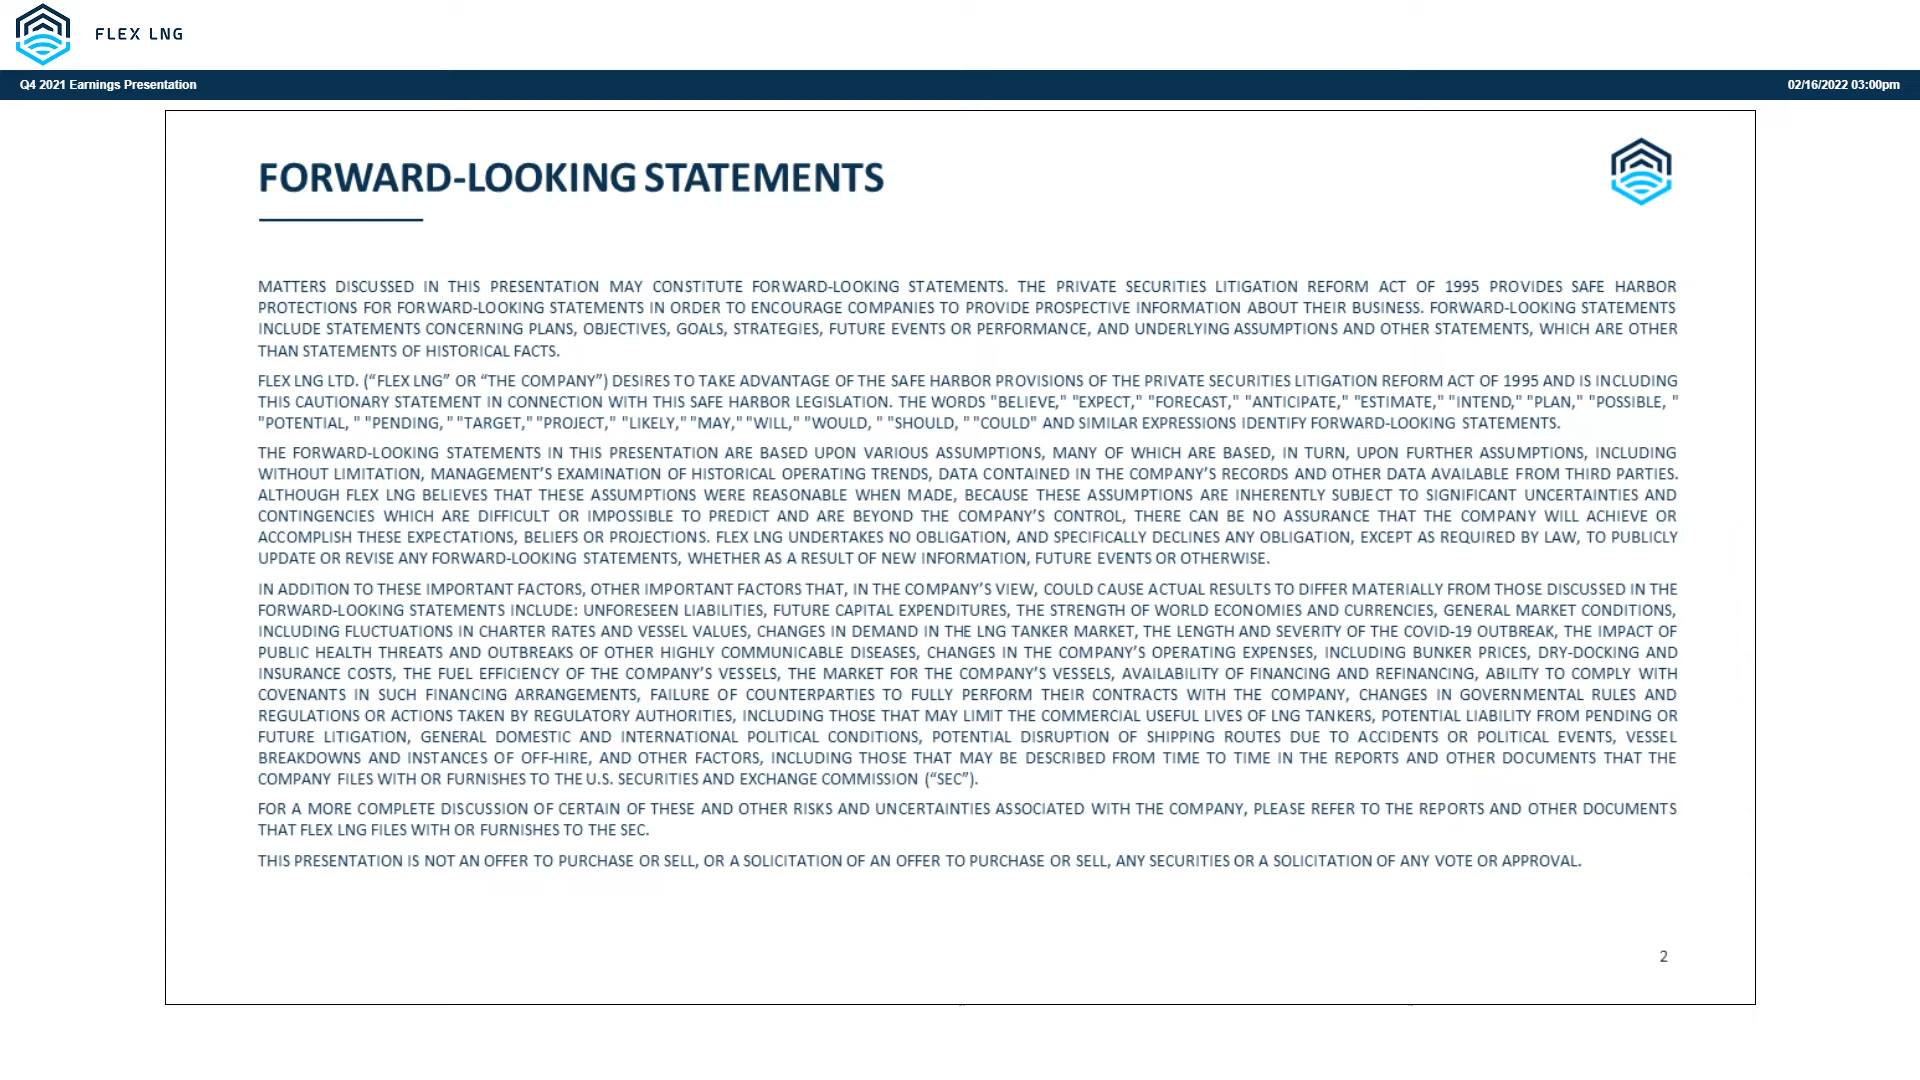 FLEX LNG
Q4 2021 Earnings Presentation
02/16/2022 03:00pm
FORWARD-LOOKING STATEMENTS
MATTERS DISCUSSED IN THIS PRESENTATION MAY CONSTITUTE FORWARD-LOOKING STATEMENTS. THE PRIVATE SECURITIES LITIGATION REFORM ACT OF 1995 PROVIDES SAFE HARBOR
PROTECTIONS FOR FORWARD-LOOKING STATEMENTS IN ORDER TO ENCOURAGE COMPANIES TO PROVIDE PROSPECTIVE INFORMATION ABOUT THEIR BUSINESS. FORWARD-LOOKING STATEMENTS
INCLUDE STATEMENTS CONCERNING PLANS, OBJECTIVES, GOALS, STRATEGIES, FUTURE EVENTS OR PERFORMANCE, AND UNDERLYING ASSUMPTIONS AND OTHER STATEMENTS, WHICH ARE OTHER
THAN STATEMENTS OF HISTORICAL FACTS.
FLEX LNG LTD. (“FLEX LNG” OR “THE COMPANY”) DESIRES TO TAKE ADVANTAGE OF THE SAFE HARBOR PROVISIONS OF THE PRIVATE SECURITIES LITIGATION REFORM ACT OF 1995 AND IS INCLUDING
THIS CAUTIONARY STATEMENT IN CONNECTION WITH THIS SAFE HARBOR LEGISLATION. THE WORDS "BELIEVE," "EXPECT," "FORECAST," "ANTICIPATE," "ESTIMATE," "INTEND," "PLAN," "POSSIBLE, "
"POTENTIAL, " "PENDING, " "TARGET," "PROJECT," "LIKELY," "MAY," "WILL," "WOULD, " "SHOULD, " "COULD" AND SIMILAR EXPRESSIONS IDENTIFY FORWARD-LOOKING STATEMENTS.
THE FORWARD-LOOKING STATEMENTS IN THIS PRESENTATION ARE BASED UPON VARIOUS ASSUMPTIONS, MANY OF WHICH ARE BASED, IN TURN, UPON FURTHER ASSUMPTIONS, INCLUDING
WITHOUT LIMITATION, MANAGEMENT’S EXAMINATION OF HISTORICAL OPERATING TRENDS, DATA CONTAINED IN THE COMPANY’S RECORDS AND OTHER DATA AVAILABLE FROM THIRD PARTIES.
ALTHOUGH FLEX LNG BELIEVES THAT THESE ASSUMPTIONS WERE REASONABLE WHEN MADE, BECAUSE THESE ASSUMPTIONS ARE INHERENTLY SUBJECT TO SIGNIFICANT UNCERTAINTIES AND
CONTINGENCIES WHICH ARE DIFFICULT OR IMPOSSIBLE TO PREDICT AND ARE BEYOND THE COMPANY’S CONTROL, THERE CAN BE NO ASSURANCE THAT THE COMPANY WILL ACHIEVE OR
ACCOMPLISH THESE EXPECTATIONS, BELIEFS OR PROJECTIONS. FLEX LNG UNDERTAKES NO OBLIGATION, AND SPECIFICALLY DECLINES ANY OBLIGATION, EXCEPT AS REQUIRED BY LAW, TO PUBLICLY
UPDATE OR REVISE ANY FORWARD-LOOKING STATEMENTS, WHETHER AS A RESULT OF NEW INFORMATION, FUTURE EVENTS OR OTHERWISE.
IN ADDITION TO THESE IMPORTANT FACTORS, OTHER IMPORTANT FACTORS THAT, IN THE COMPANY’S VIEW, COULD CAUSE ACTUAL RESULTS TO DIFFER MATERIALLY FROM THOSE DISCUSSED IN THE
FORWARD-LOOKING STATEMENTS INCLUDE: UNFORESEEN LIABILITIES, FUTURE CAPITAL EXPENDITURES, THE STRENGTH OF WORLD ECONOMIES AND CURRENCIES, GENERAL MARKET CONDITIONS,
INCLUDING FLUCTUATIONS IN CHARTER RATES AND VESSEL VALUES, CHANGES IN DEMAND IN THE LNG TANKER MARKET, THE LENGTH AND SEVERITY OF THE COVID-19 OUTBREAK, THE IMPACT OF
PUBLIC HEALTH THREATS AND OUTBREAKS OF OTHER HIGHLY COMMUNICABLE DISEASES, CHANGES IN THE COMPANY’S OPERATING EXPENSES, INCLUDING BUNKER PRICES, DRY-DOCKING AND
INSURANCE COSTS, THE FUEL EFFICIENCY OF THE COMPANY’S VESSELS, THE MARKET FOR THE COMPANY’S VESSELS, AVAILABILITY OF FINANCING AND REFINANCING, ABILITY TO COMPLY WITH
COVENANTS IN SUCH FINANCING ARRANGEMENTS, FAILURE OF COUNTERPARTIES TO FULLY PERFORM THEIR CONTRACTS WITH THE COMPANY, CHANGES IN GOVERNMENTAL RULES AND
REGULATIONS OR ACTIONS TAKEN BY REGULATORY AUTHORITIES, INCLUDING THOSE THAT MAY LIMIT THE COMMERCIAL USEFUL LIVES OF LNG TANKERS, POTENTIAL LIABILITY FROM PENDING OR
FUTURE LITIGATION, GENERAL DOMESTIC AND INTERNATIONAL POLITICAL CONDITIONS, POTENTIAL DISRUPTION OF SHIPPING ROUTES DUE TO ACCIDENTS OR POLITICAL EVENTS, VESSEL
BREAKDOWNS AND INSTANCES OF OFF-HIRE, AND OTHER FACTORS, INCLUDING THOSE THAT MAY BE DESCRIBED FROM TIME TO TIME IN THE REPORTS AND OTHER DOCUMENTS THAT THE
COMPANY FILES WITH OR FURNISHES TO THE U.S. SECURITIES AND EXCHANGE COMMISSION (“SEC”).
FOR A MORE COMPLETE DISCUSSION OF CERTAIN OF THESE AND OTHER RISKS AND UNCERTAINTIES ASSOCIATED WITH THE COMPANY, PLEASE REFER TO THE REPORTS AND OTHER DOCUMENTS
THAT FLEX LNG FILES WITH OR FURNISHES TO THE SEC.
THIS PRESENTATION IS NOT AN OFFER TO PURCHASE OR SELL, OR A SOLICITATION OF AN OFFER TO PURCHASE OR SELL, ANY SECURITIES OR A SOLICITATION OF ANY VOTE OR APPROVAL.
2